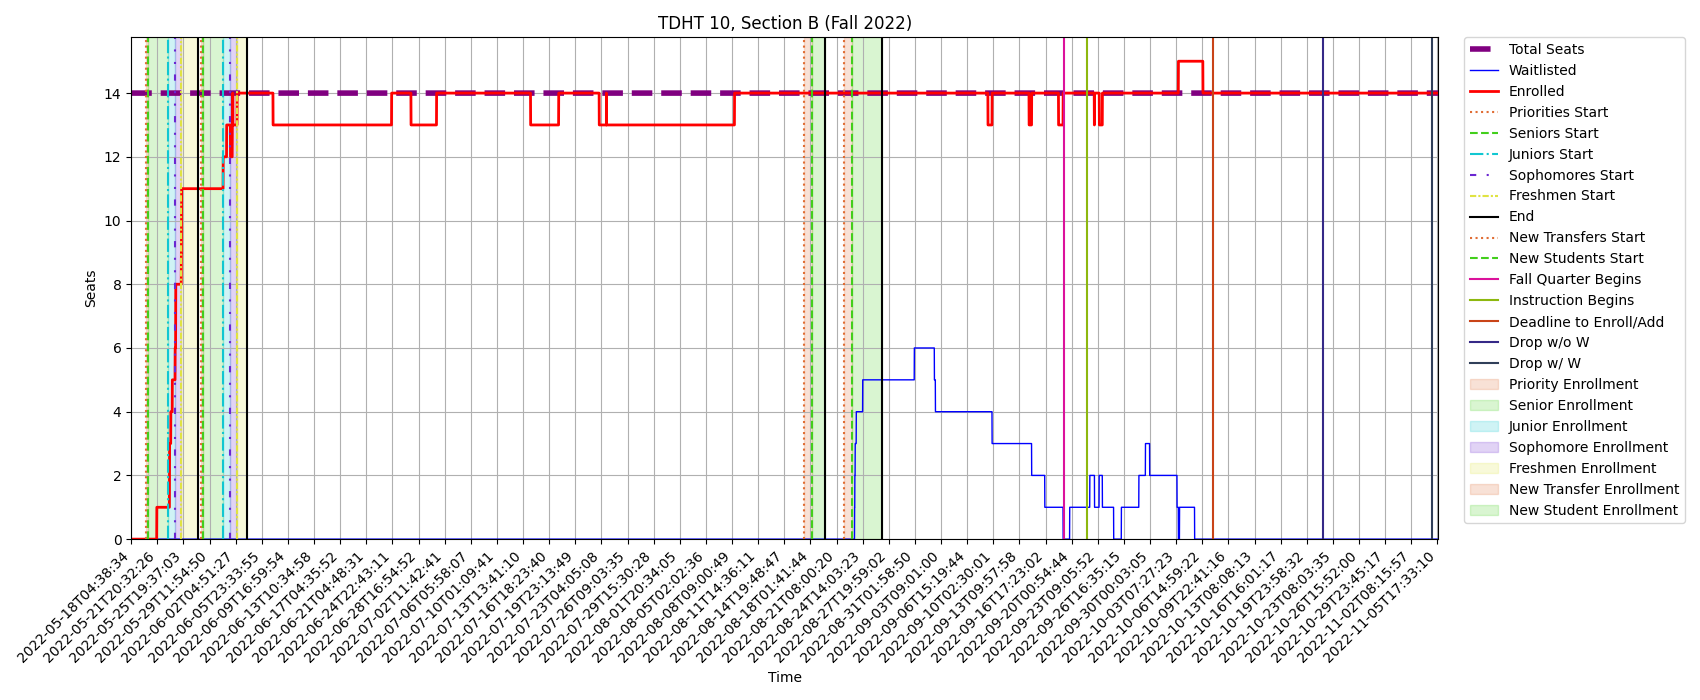 TDHT 10, Section B (Fall 2022)
Seats
14
12
10
8
6
4
2
0
2022-05-18T04:38:34
2022-05-21T20:32:26
2022-05-25T19:37:03
2022-05-29T11:54:50
2022-06-02T04:51:27
2022-06-05T23:33:55
2022-06-09T16:59:54
2022-06-13T10:34:58
2022-06-17T04:35:52
2022-06-21T04:48:31
2022-06-24T22:43:11
2022-06-28T16:54:52
2022-07-02T11:42:41
2022-07-06T05:58:07
2022-07-10T01:09:41
2022-07-13T13:41:10
2022-07-16T18:23:40
2022-07-19T23:13:49
2022-07-23T04:05:08
2022-07-26T09:03:35
2022-07-29T15:30:28
2022-08-01T20:34:05
2022-08-05T02:02:36
2022-08-08T09:00:49
2022-08-11T14:36:11
2022-08-14T19:48:47
2022-08-18T01:41:44
2022-08-21T08:00:20
2022-08-24T14:03:23
2022-08-27T19:59:02
2022-08-31T01:58:50
2022-09-03T09:01:00
2022-09-06T15:19:44
2022-09-10T02:30:01
2022-09-13T09:57:58
2022-09-16T17:23:02
2022-09-20T00:54:44
2022-09-23T09:05:52
2022-09-26T16:35:15
2022-09-30T00:03:05
2022-10-03T07:27:23
2022-10-06T14:59:22
2022-10-09T22:41:16
2022-10-13T08:08:13
2022-10-16T16:01:17
2022-10-19T23:58:32
2022-10-23T08:03:35
2022-10-26T15:52:00
2022-10-29T23:45:17
2022-11-02T08:15:57
2022-11-05T17:33:10
Time
Total Seats
Waitlisted
Enrolled
Priorities Start
Seniors Start
Juniors Start
Sophomores Start
Freshmen Start
End
New Transfers Start
New Students Start
Fall Quarter Begins
Instruction Begins
Deadline to Enroll/Add
Drop w/o W
Drop w/ W
Priority Enrollment
Senior Enrollment
Junior Enrollment
Sophomore Enrollment
Freshmen Enrollment
New Transfer Enrollment
New Student Enrollment